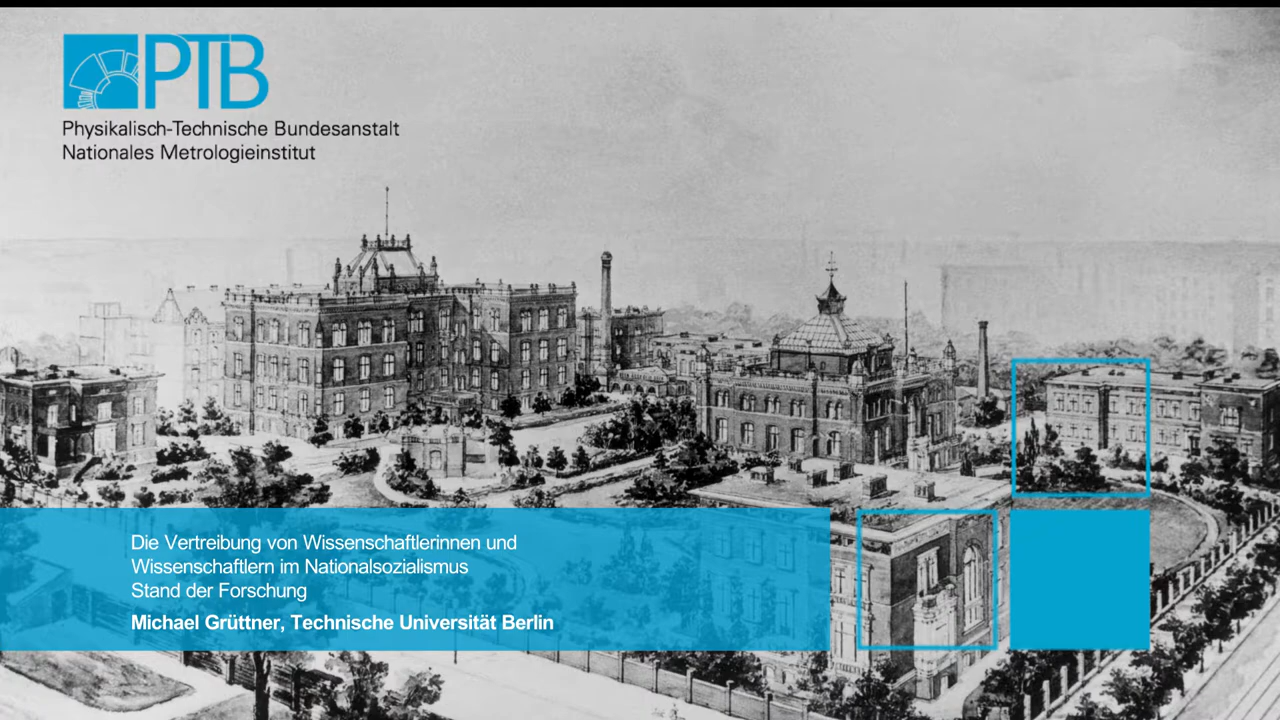 PTB
Physikalisch-Technische Bundesanstalt
Nationales Metrologieinstitut
Die Vertreibung von Wissenschaftlerinnen und
Wissenschaftlern im Nationalsozialismus
Stand der Forschung
Michael Grüttner, Technische Universität Berlin